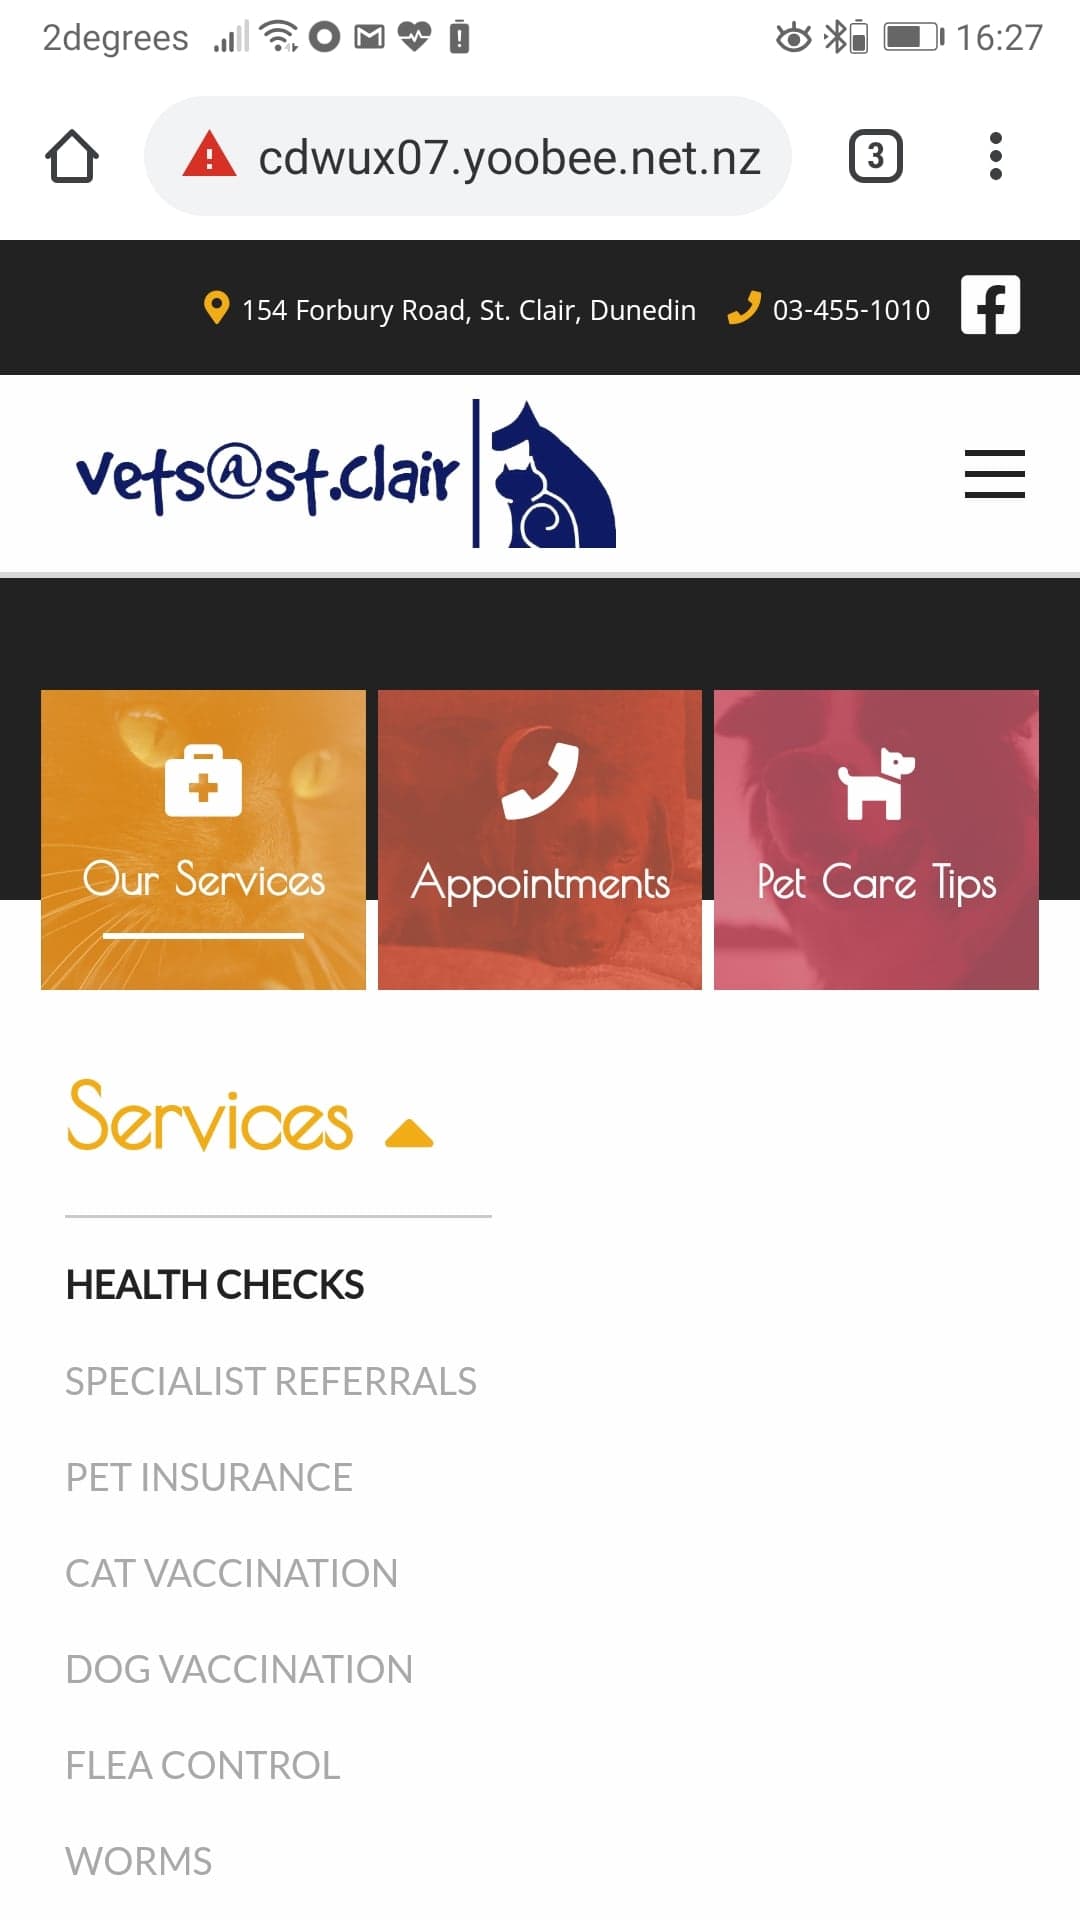 2degrees 16:27
cdwux07.yoobee.net.nz 3
154 Forbury Road, St. Clair, Dunedin 03-455-1010
vets@st.clair
Our Services Appointments Pet Care Tips
Services
HEALTH CHECKS
SPECIALIST REFERRALS
PET INSURANCE
CAT VACCINATION
DOG VACCINATION
FLEA CONTROL
WORMS